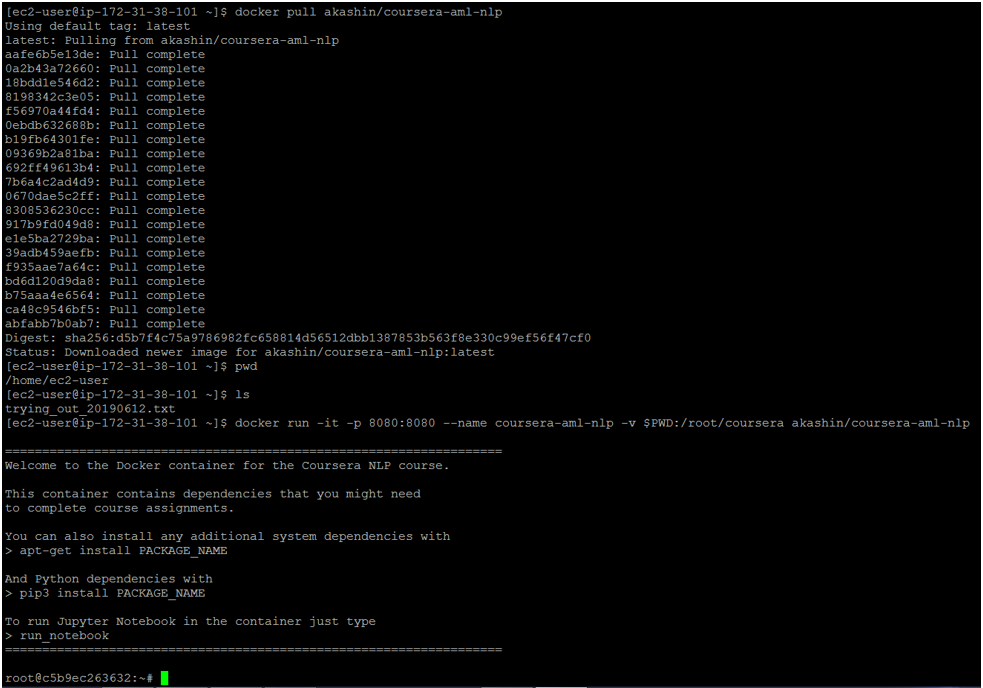 [ec2-user@ip-172-31-38-101 ~]$ docker pull akashin/coursera-aml-nlp
Using default tag: latest
latest: Pulling from akashin/coursera-aml-nlp
aafe6b5e13de: Pull complete
0a2b43a72660: Pull complete
18bdd1e546d2: Pull complete
8198342c3e05: Pull complete
f56970a44fd4: Pull complete
0ebdb632688b: Pull complete
b19fb64301fe: Pull complete
09369b2a81ba: Pull complete
692ff49613b4: Pull complete
7b6a4c2ad4d9: Pull complete
0670dae5c2ff: Pull complete
8308536230cc: Pull complete
917b9fd049d8: Pull complete
e1e5ba2729ba: Pull complete
39adb459aefb: Pull complete
f935aae7a64c: Pull complete
bd6d120d9da8: Pull complete
b75aaa4e6564: Pull complete
ca48c9546bf5: Pull complete
abfabb7b0ab7: Pull complete
Digest: sha256:d5b7f4c75a9786982fc658814d56512dbb1387853b563f8e330c99ef56f47cf0
Status: Downloaded newer image for akashin/coursera-aml-nlp:latest
[ec2-user@ip-172-31-38-101 ~]$ pwd
/home/ec2-user
[ec2-user@ip-172-31-38-101 ~]$ ls
trying_out_20190612.txt
[ec2-user@ip-172-31-38-101 ~]$ docker run -it -p 8080:8080 --name coursera-aml-nlp -v $PWD:/root/coursera akashin/coursera-aml-nlp
===================================================================
Welcome to the Docker container for the Coursera NLP course.
This container contains dependencies that you might need
to complete course assignments.
You can also install any additional system dependencies with
> apt-get install PACKAGE_NAME
And Python dependencies with
> pip3 install PACKAGE_NAME
To run Jupyter Notebook in the container just type
> run_notebook
===================================================================
root@c5b9ec263632:~#